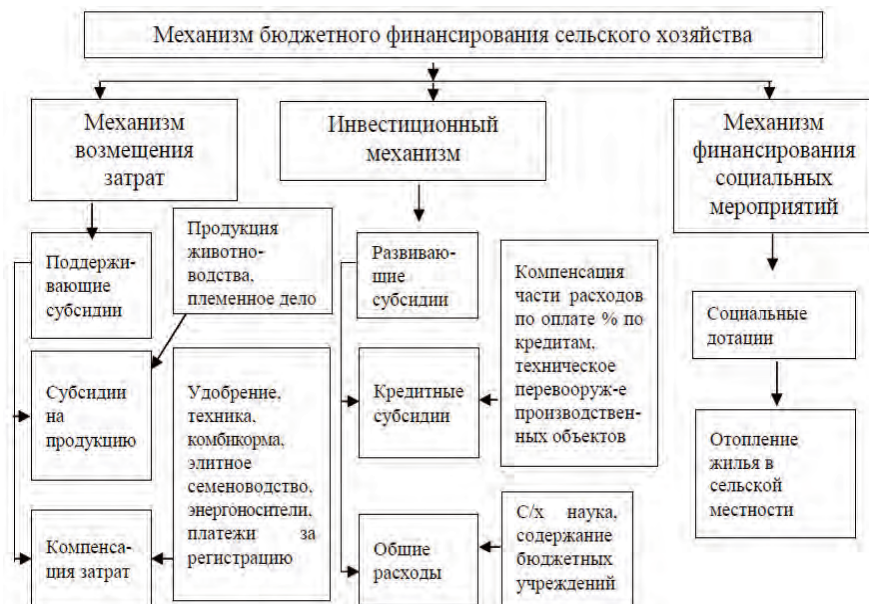 Механизм бюджетного финансирования сельского хозяйства
Механизм
возмещения
затрат
Инвестиционный
механизм
Механизм
финансирования
социальных
мероприятий
Поддержи-
вающие
субсидии
Продукция
животно-
водства,
племенное дело
Развиваю-
шие
субсидии
Компенсация
части расходов
по оплате % по
кредитам,
техническое
перевооруж-е
производствен-
ных объектов
Социальные
дотации
Субсидии
на
продукцию
Удобрение,
техника,
комбикорма,
элитное
семеноводство,
энергоносители,
платежи за
регистрацию
Кредитные
субсидии
Отопление
жилья в
сельской
местности
Компенса-
ция затрат
Общие
расходы
С/х наука,
содержание
бюджетных
учреждений